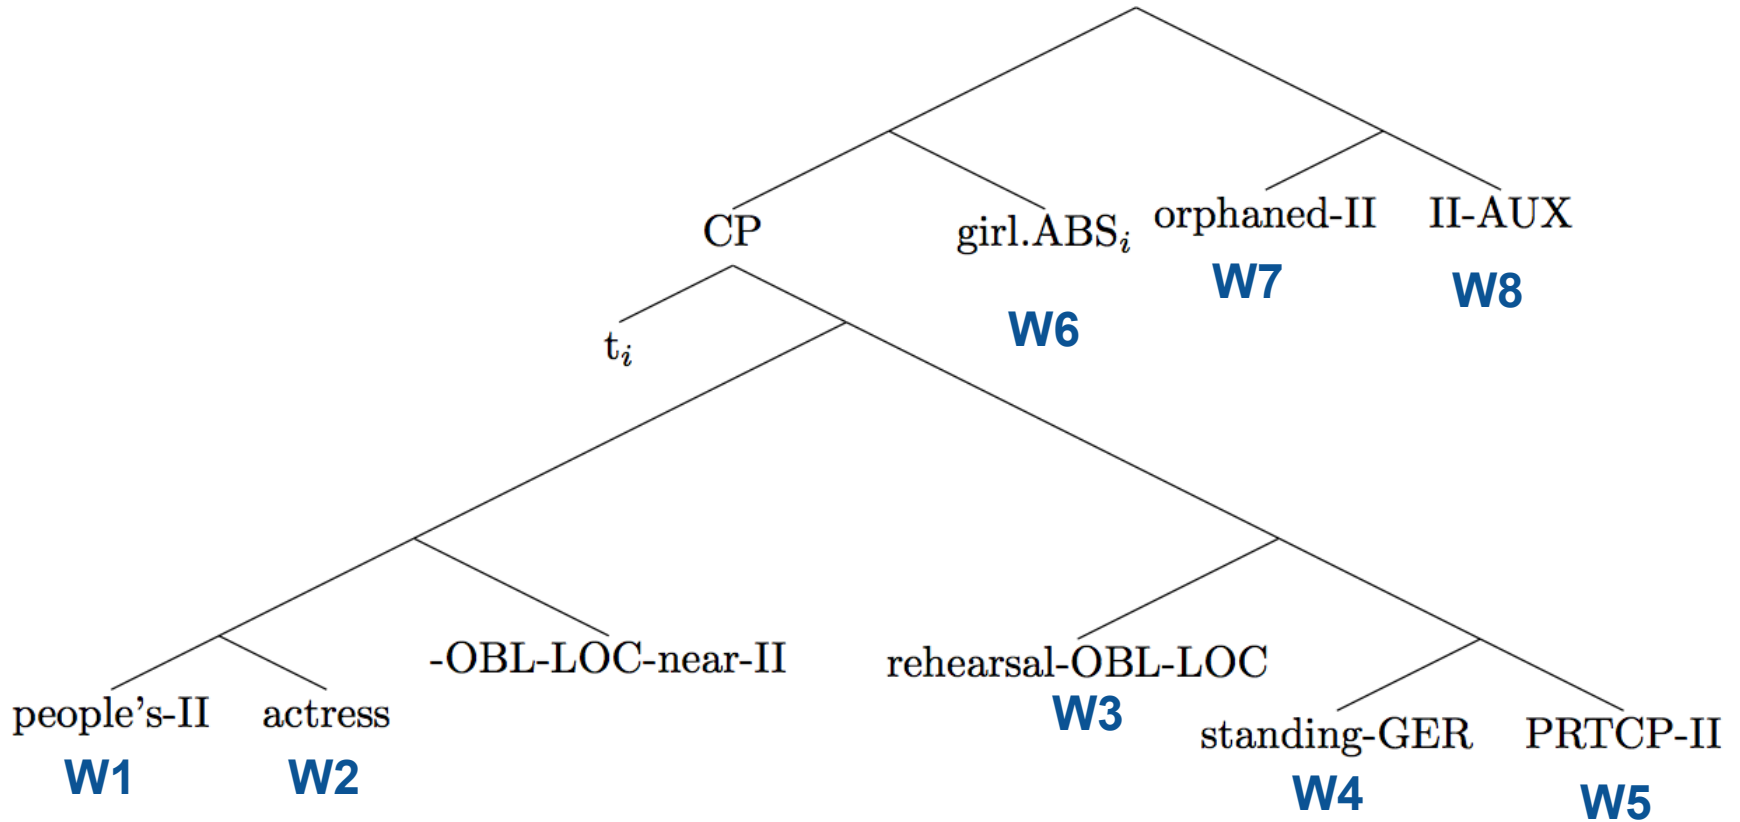 CP
girl.ABSi
orphaned-II
II-AUX
W6
W7
W8
ti
people's-II
actress
-OBL-LOC-near-II
rehearsal-OBL-LOC
standing-GER
PRTCP-II
W1
W2
W3
W4
W5